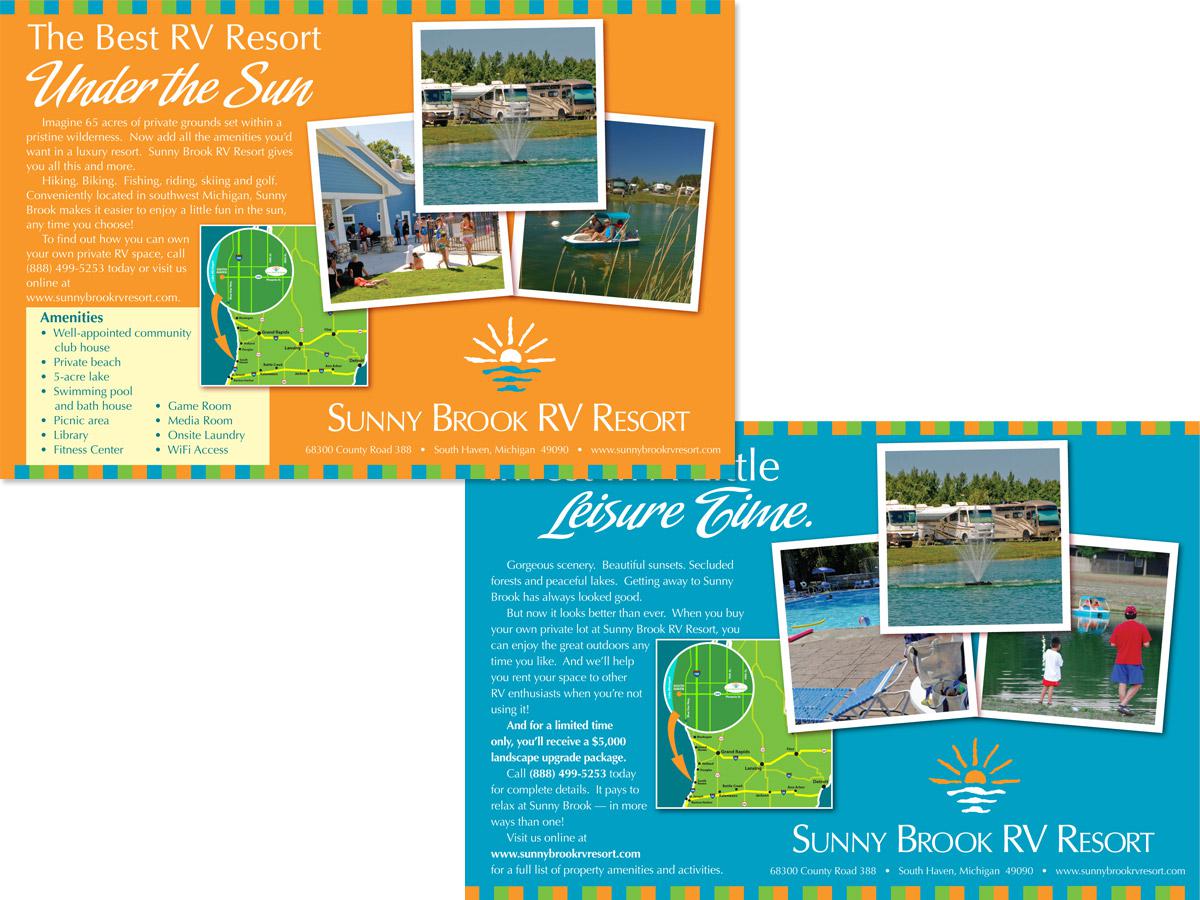 The Best RV Resort
Under the Sun
Imagine 65 acres of private grounds set within a
pristine wilderness. Now add all the amenities you'd
want in a luxury resort. Sunny Brook RV Resort gives
you all this and more.
Hiking. Biking. Fishing, riding, skiing and golf.
Conveniently located in southwest Michigan, Sunny
Brook makes it easier to enjoy a little fun in the sun,
any time you choose!
To find out how you can own
your own private RV space, call
(888) 499-5253 today or visit us
online at
www.sunnybrookrvresort.com.
Amenities
• Well-appointed community
club house
• Private beach
• 5-acre lake
• Swimming pool
and bath house
• Picnic area
• Library
• Fitness Center
• Game Room
• Media Room
• Onsite Laundry
• WiFi Access
Grand Rapids
Lansing
Flint
Detroit
SUNNY BROOK RV RESORT
68300 County Road 388 • South Haven, Michigan 49090 • www.sunnybrookrvresort.com
Little
Leisure Time.
Gorgeous scenery. Beautiful sunsets. Secluded
forests and peaceful lakes. Getting away to Sunny
Brook has always looked good.
But now it looks better than ever. When you buy
your own private lot at Sunny Brook RV Resort, you
can enjoy the great outdoors any
time you like. And we'll help
you rent your space to other
RV enthusiasts when you're not
using it!
And for a limited time
only, you'll receive a $5,000
landscape upgrade package.
Call (888) 499-5253 today
for complete details. It pays to
relax at Sunny Brook — in more
ways than one!
Visit us online at
www.sunnybrookrvresort.com
for a full list of property amenities and activities.
Grand Rapids
Lansing
Flint
Detroit
SUNNY BROOK RV RESORT
68300 County Road 388 • South Haven, Michigan 49090 • www.sunnybrookrvresort.com